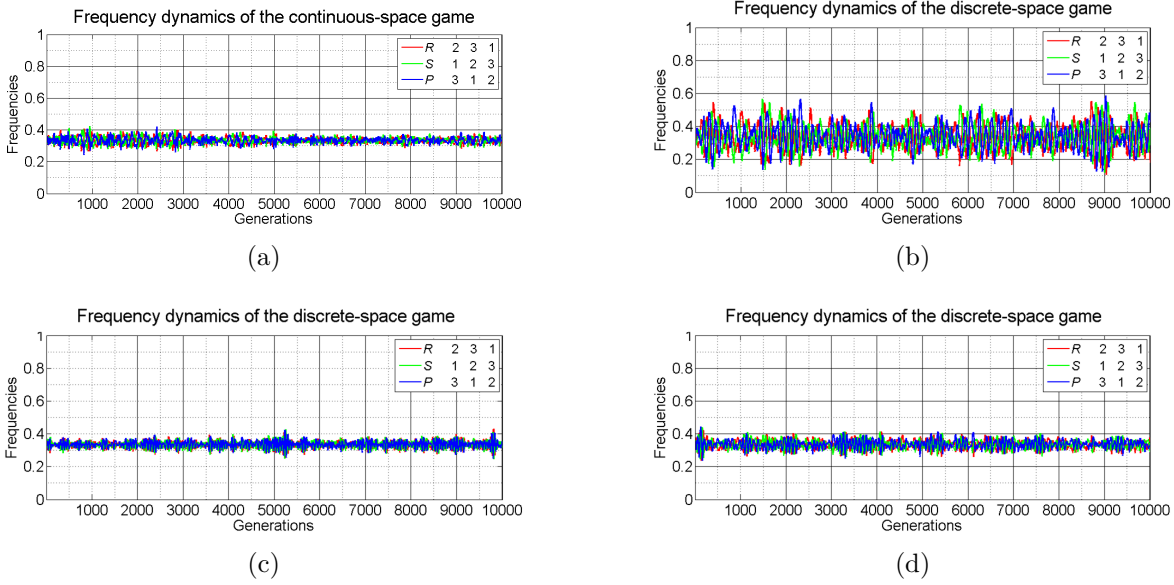 Frequency dynamics of the continuous-space game
1
0.8
0.6
0.4
0.2
0
Frequencies
R 2 3 1
S 1 2 3
P 3 1 2
1000 2000 3000 4000 5000 6000 7000 8000 9000 10000
Generations
(a)
Frequency dynamics of the discrete-space game
1
0.8
0.6
0.4
0.2
0
Frequencies
R 2 3 1
S 1 2 3
P 3 1 2
1000 2000 3000 4000 5000 6000 7000 8000 9000 10000
Generations
(b)
Frequency dynamics of the discrete-space game
1
0.8
0.6
0.4
0.2
0
Frequencies
R 2 3 1
S 1 2 3
P 3 1 2
1000 2000 3000 4000 5000 6000 7000 8000 9000 10000
Generations
(c)
Frequency dynamics of the discrete-space game
1
0.8
0.6
0.4
0.2
0
Frequencies
R 2 3 1
S 1 2 3
P 3 1 2
1000 2000 3000 4000 5000 6000 7000 8000 9000 10000
Generations
(d)